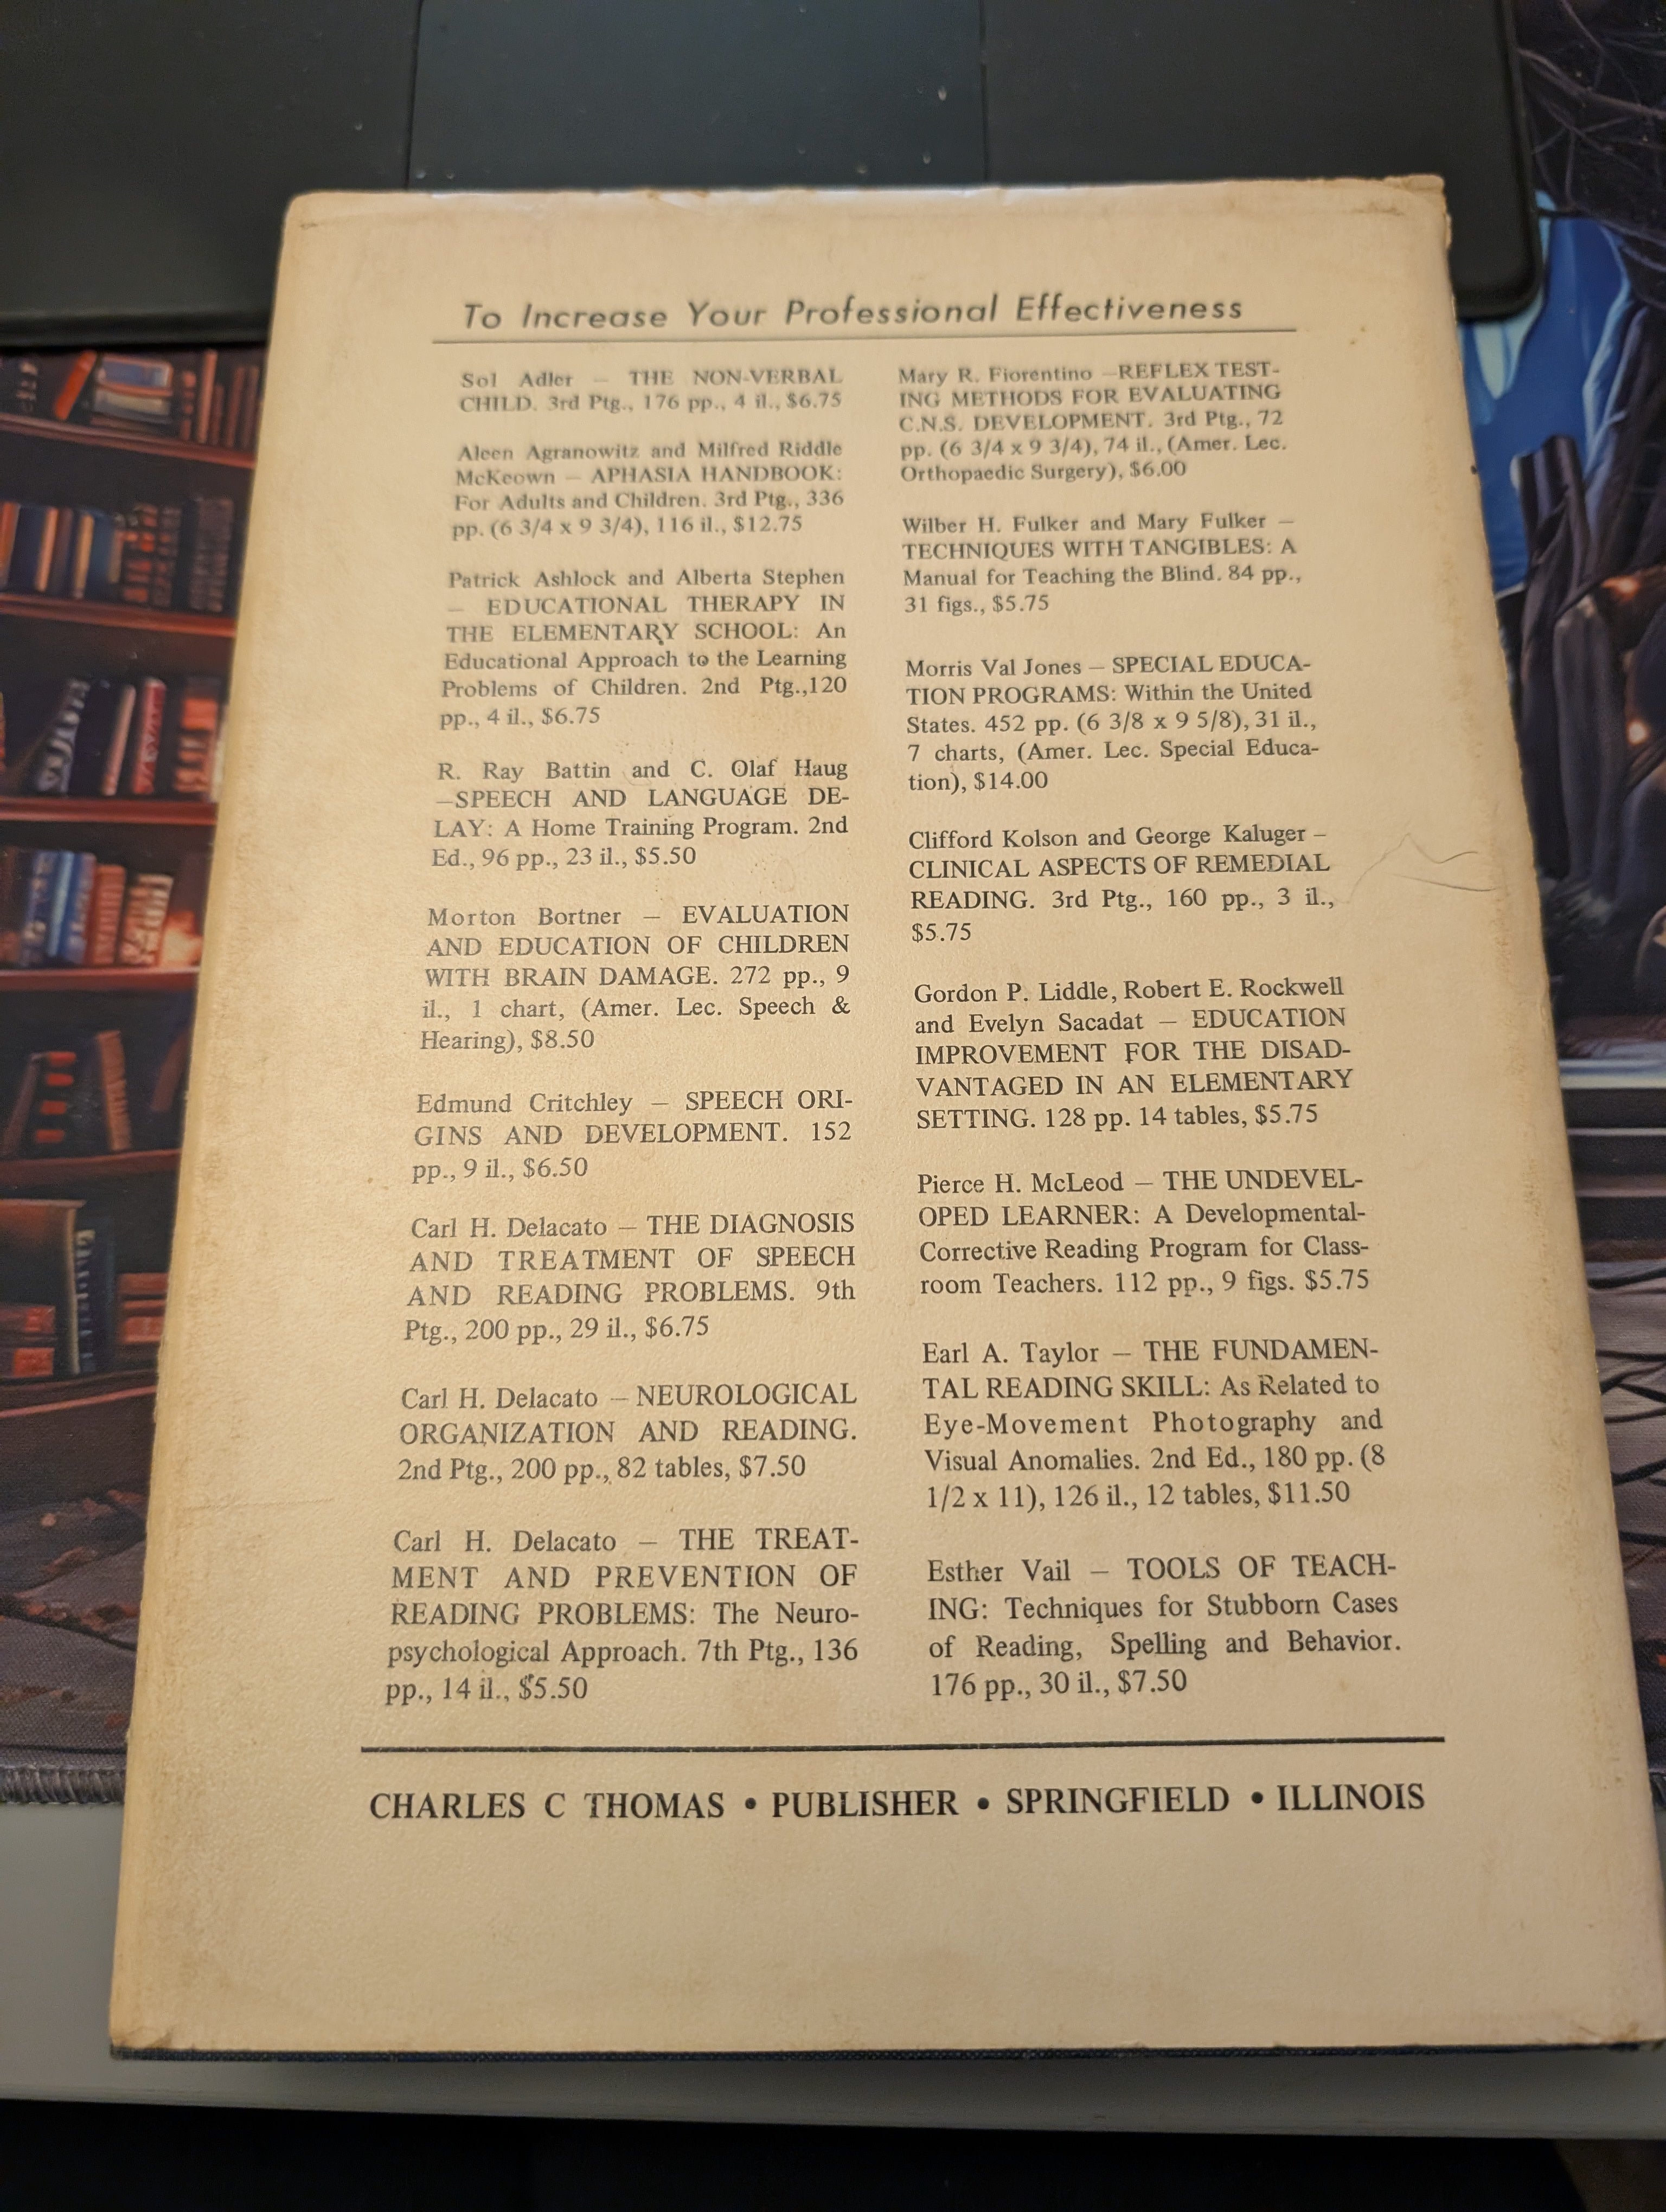 To Increase Your Professional Effectiveness
Sol Adler — THE NON-VERBAL
CHILD. 3rd Ptg., 176 pp., 4 il., $6.75
Aleen Agranowitz and Milfred Riddle
McKeown — APHASIA HANDBOOK:
For Adults and Children. 3rd Ptg., 336
pp. (6 3/4 x 9 3/4), 116 il., $12.75
Patrick Ashlock and Alberta Stephen
— EDUCATIONAL THERAPY IN
THE ELEMENTARY SCHOOL: An
Educational Approach to the Learning
Problems of Children. 2nd Ptg.,120
pp., 4 il., $6.75
R. Ray Battin and C. Olaf Haug
—SPEECH AND LANGUAGE DE-
LAY: A Home Training Program. 2nd
Ed., 96 pp., 23 il., $5.50
Morton Bortner — EVALUATION
AND EDUCATION OF CHILDREN
WITH BRAIN DAMAGE. 272 pp., 9
il., 1 chart, (Amer. Lec. Speech &
Hearing), $8.50
Edmund Critchley — SPEECH ORI-
GINS AND DEVELOPMENT. 152
pp., 9 il., $6.50
Carl H. Delacato — THE DIAGNOSIS
AND TREATMENT OF SPEECH
AND READING PROBLEMS. 9th
Ptg., 200 pp., 29 il., $6.75
Carl H. Delacato — NEUROLOGICAL
ORGANIZATION AND READING.
2nd Ptg., 200 pp., 82 tables, $7.50
Carl H. Delacato — THE TREAT-
MENT AND PREVENTION OF
READING PROBLEMS: The Neuro-
psychological Approach. 7th Ptg., 136
pp., 14 il., $5.50
Mary R. Fiorentino —REFLEX TEST-
ING METHODS FOR EVALUATING
C.N.S. DEVELOPMENT. 3rd Ptg., 72
pp. (6 3/4 x 9 3/4), 74 il., (Amer. Lec.
Orthopaedic Surgery), $6.00
Wilber H. Fulker and Mary Fulker —
TECHNIQUES WITH TANGIBLES: A
Manual for Teaching the Blind. 84 pp.,
31 figs., $5.75
Morris Val Jones — SPECIAL EDUCA-
TION PROGRAMS: Within the United
States. 452 pp. (6 3/8 x 9 5/8), 31 il.,
7 charts, (Amer. Lec. Special Educa-
tion), $14.00
Clifford Kolson and George Kaluger —
CLINICAL ASPECTS OF REMEDIAL
READING. 3rd Ptg., 160 pp., 3 il.,
$5.75
Gordon P. Liddle, Robert E. Rockwell
and Evelyn Sacadat — EDUCATION
IMPROVEMENT FOR THE DISAD-
VANTAGED IN AN ELEMENTARY
SETTING. 128 pp. 14 tables, $5.75
Pierce H. McLeod — THE UNDEVEL-
OPED LEARNER: A Developmental-
Corrective Reading Program for Class-
room Teachers. 112 pp., 9 figs. $5.75
Earl A. Taylor — THE FUNDAMEN-
TAL READING SKILL: As Related to
Eye-Movement Photography and
Visual Anomalies. 2nd Ed., 180 pp. (8
1/2 x 11), 126 il., 12 tables, $11.50
Esther Vail — TOOLS OF TEACH-
ING: Techniques for Stubborn Cases
of Reading, Spelling and Behavior.
176 pp., 30 il., $7.50
CHARLES C THOMAS • PUBLISHER • SPRINGFIELD • ILLINOIS